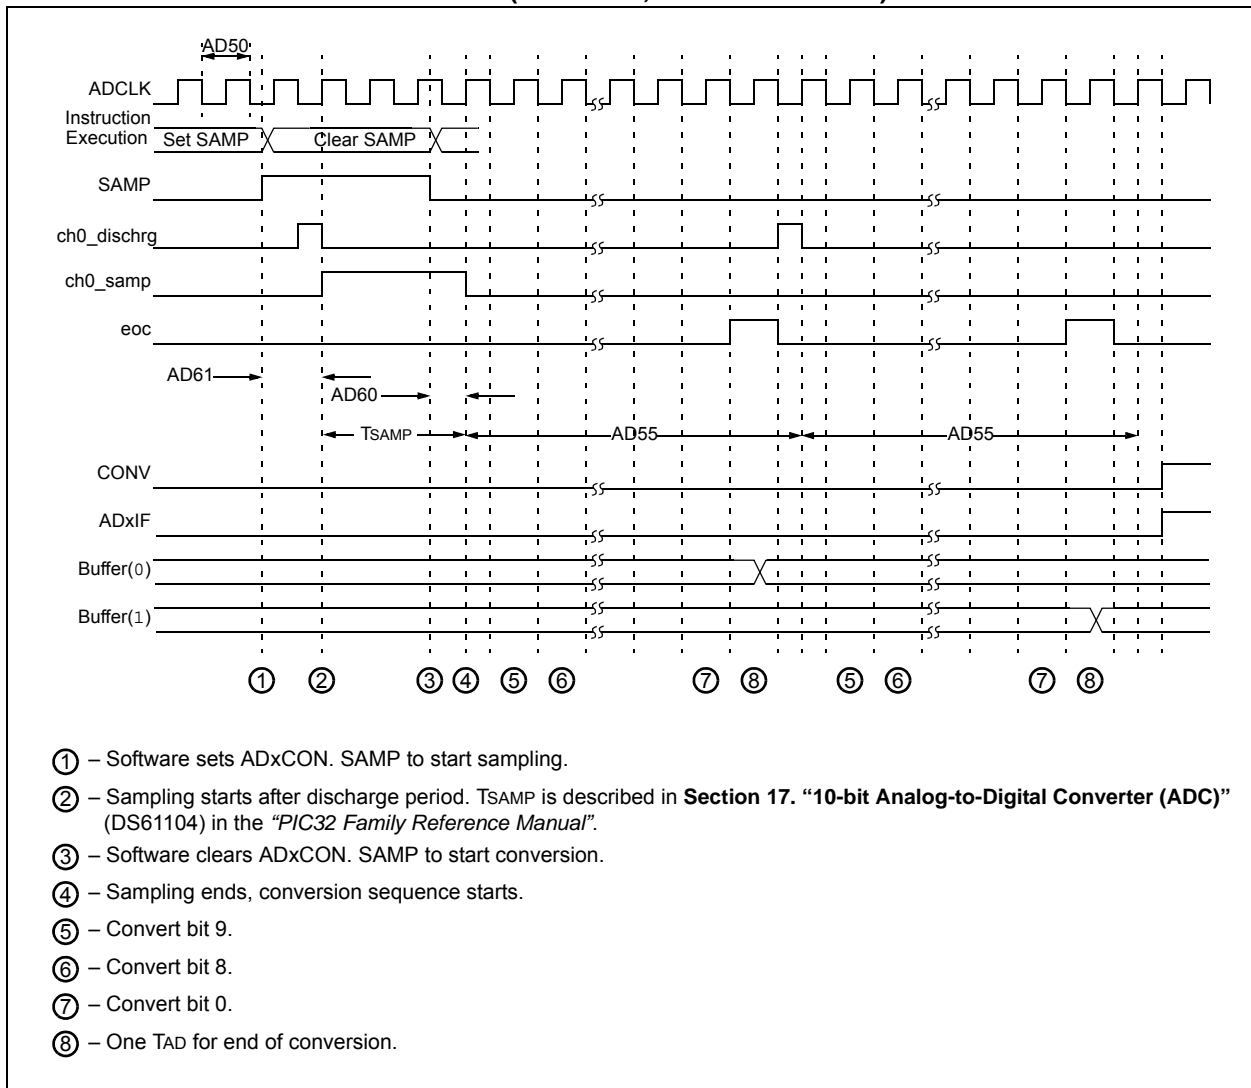 AD50
ADCLK
Instruction
Execution
Set SAMP
Clear SAMP
SAMP
ch0_dischrg
ch0_samp
eoc
AD61
AD60
TSAMP
AD55
AD55
CONV
ADxIF
Buffer(0)
Buffer(1)
1 2 3 4 5 6 7 8 5 6 7 8
1 – Software sets ADxCON. SAMP to start sampling.
2 – Sampling starts after discharge period. TSAMP is described in Section 17. “10-bit Analog-to-Digital Converter (ADC)”
(DS61104) in the “PIC32 Family Reference Manual”.
3 – Software clears ADxCON. SAMP to start conversion.
4 – Sampling ends, conversion sequence starts.
5 – Convert bit 9.
6 – Convert bit 8.
7 – Convert bit 0.
8 – One TAD for end of conversion.